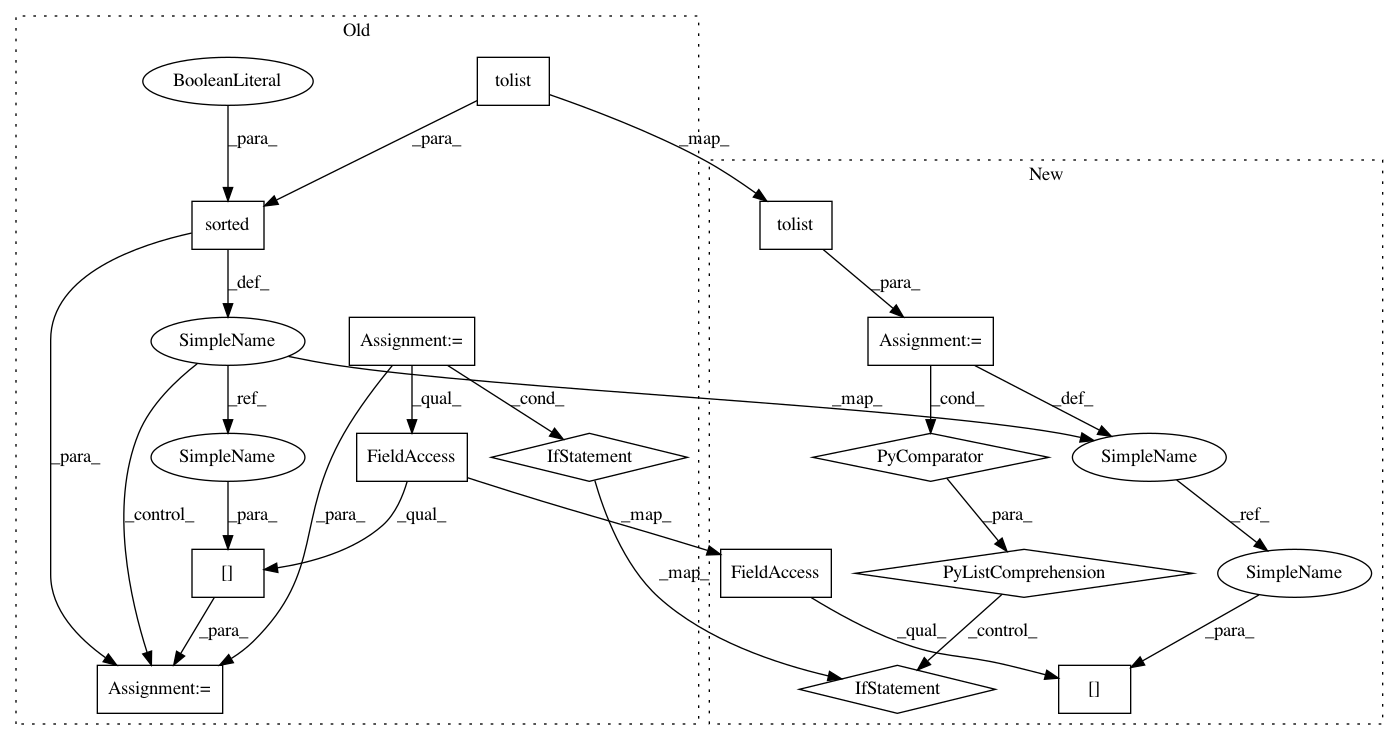 Old
BooleanLiteral
tolist
_para_
_para_
_map_
New
sorted
tolist
_def_
_para_
SimpleName
Assignment:=
Assignment:=
_ref_
_qual_
_cond_
_map_
_cond_
_def_
_para_
SimpleName
FieldAccess
IfStatement
PyComparator
SimpleName
_control_
_para_
_para_
_qual_
_map_
_para_
_ref_
[]
_map_
FieldAccess
PyListComprehension
SimpleName
_para_
_qual_
_control_
_para_
Assignment:=
IfStatement
[]